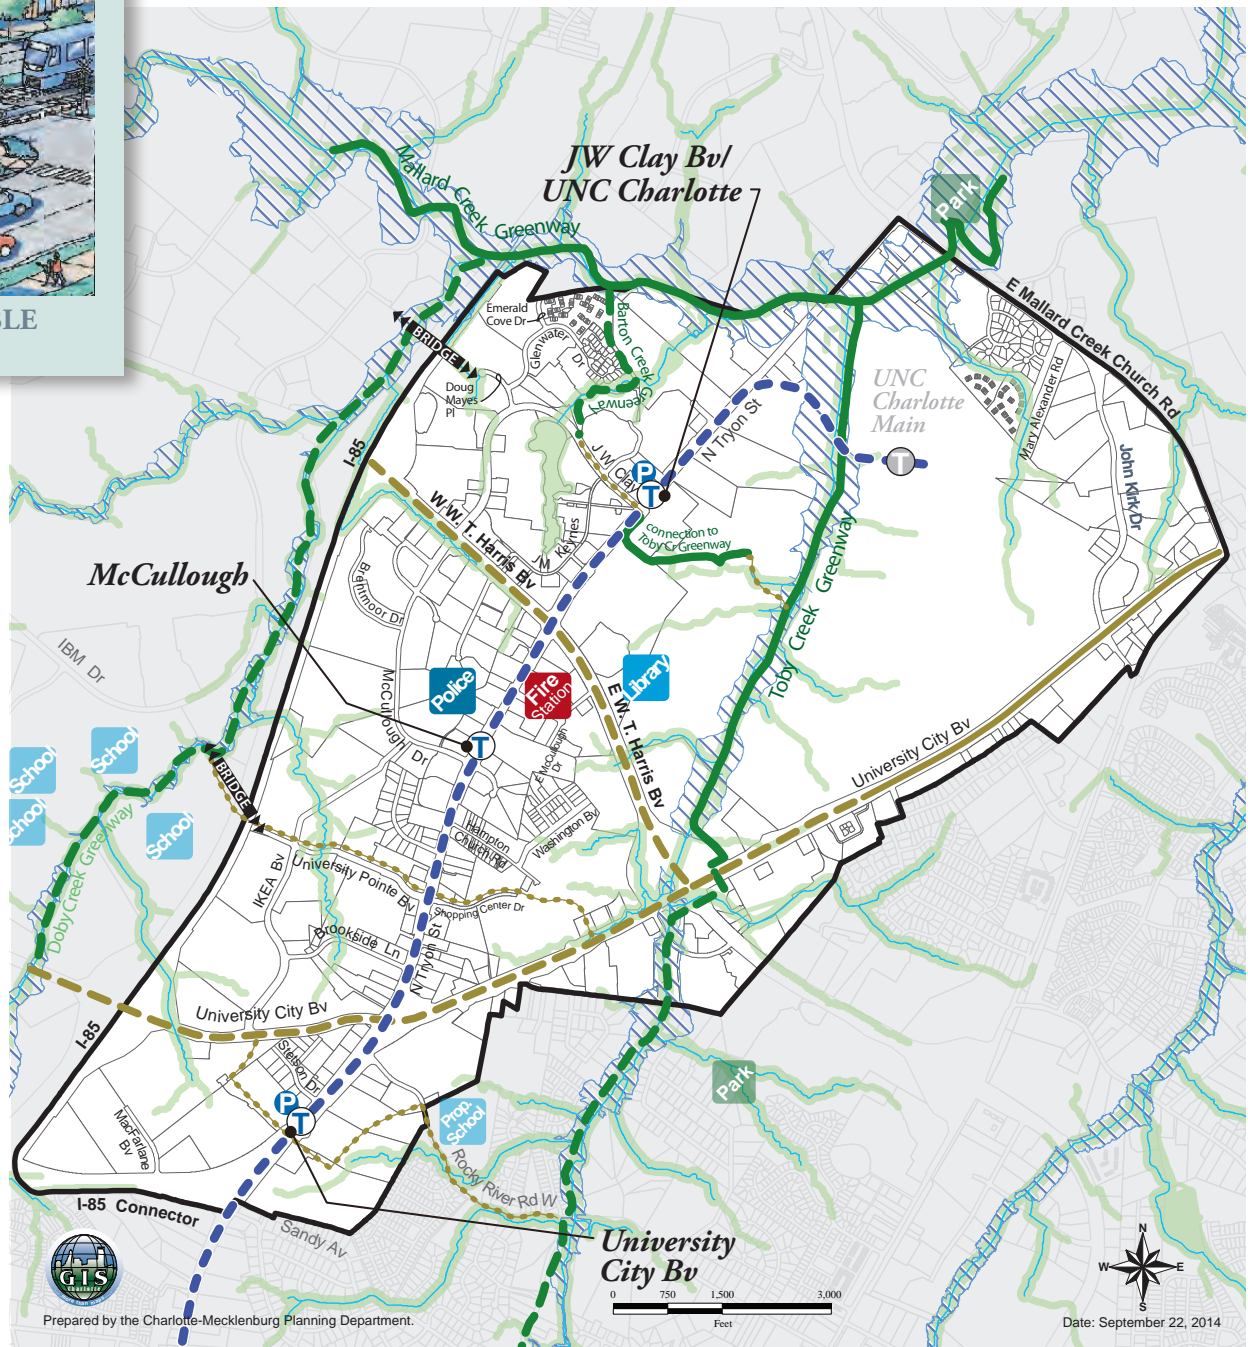 JW Clay Bv/
UNC Charlotte
Mallard Creek Greenway
Park
E Mallard Creek Church Rd
Emerald
Cove Dr
Glenwater Dr
Barton Creek Greenway
BRIDGE
Doug
Mayes
Pl
UNC
Charlotte
Main
T
Mary Alexander Rd
N Tryon St
I-85
J W Clay
P
T
John Kirk Dr
W W. T. Harris Bv
JM Keynes
connection to
Toby Cr Greenway
McCullough
Brentmoor Dr
Toby Creek Greenway
IBM Dr
Police
Fire
Station
Library
McCullough Dr
E W. T. Harris Bv
T
E McCullough
Dr
University City Bv
School
School
School
BRIDGE
Hampton
Church Rd
Washington Bv
Doby Creek Greenway
IKEA Bv
University Pointe Bv
Shopping Center Dr
Brookside Ln
N Tryon St
University City Bv
I-85
Stetson Dr
P
T
Park
Prop.
School
MacFarlane
Bv
Rocky River Rd W
I-85 Connector
Sandy Av
University
City Bv
GIS
Charlotte
0 750 1,500 3,000
Feet
N
W E
S
Prepared by the Charlotte-Mecklenburg Planning Department.
Date: September 22, 2014